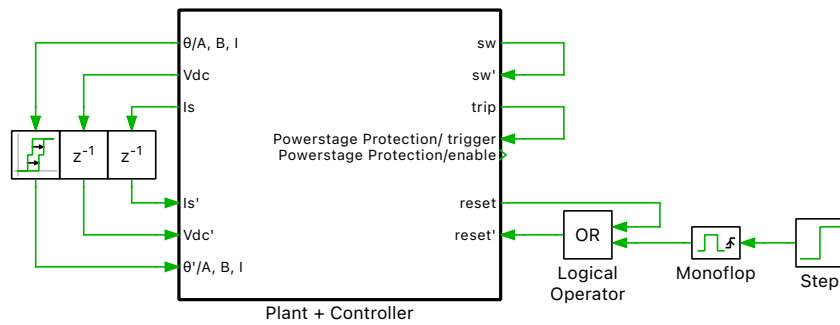 θ/A, B, I
sw
Vdc
sw'
Is
trip
Powerstage Protection/ trigger
Powerstage Protection/enable
z⁻¹
z⁻¹
Is'
reset
Vdc'
reset'
OR
θ'/A, B, I
Logical
Operator
Monoflop
Step
Plant + Controller